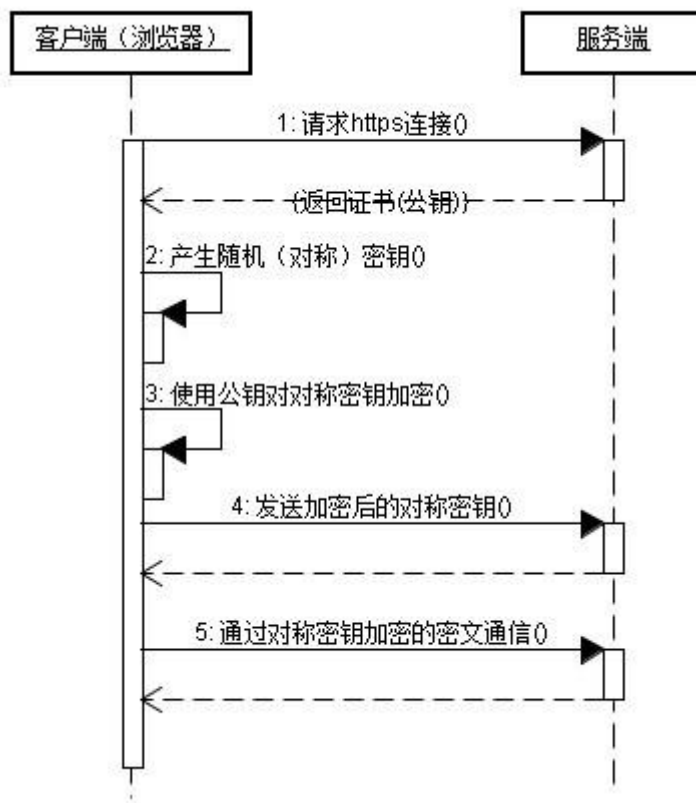 客户端（浏览器）
服务端
1: 请求https连接()
(返回证书(公钥))
2: 产生随机（对称）密钥()
3: 使用公钥对对称密钥加密()
4: 发送加密后的对称密钥()
5: 通过对称密钥加密的密文通信()